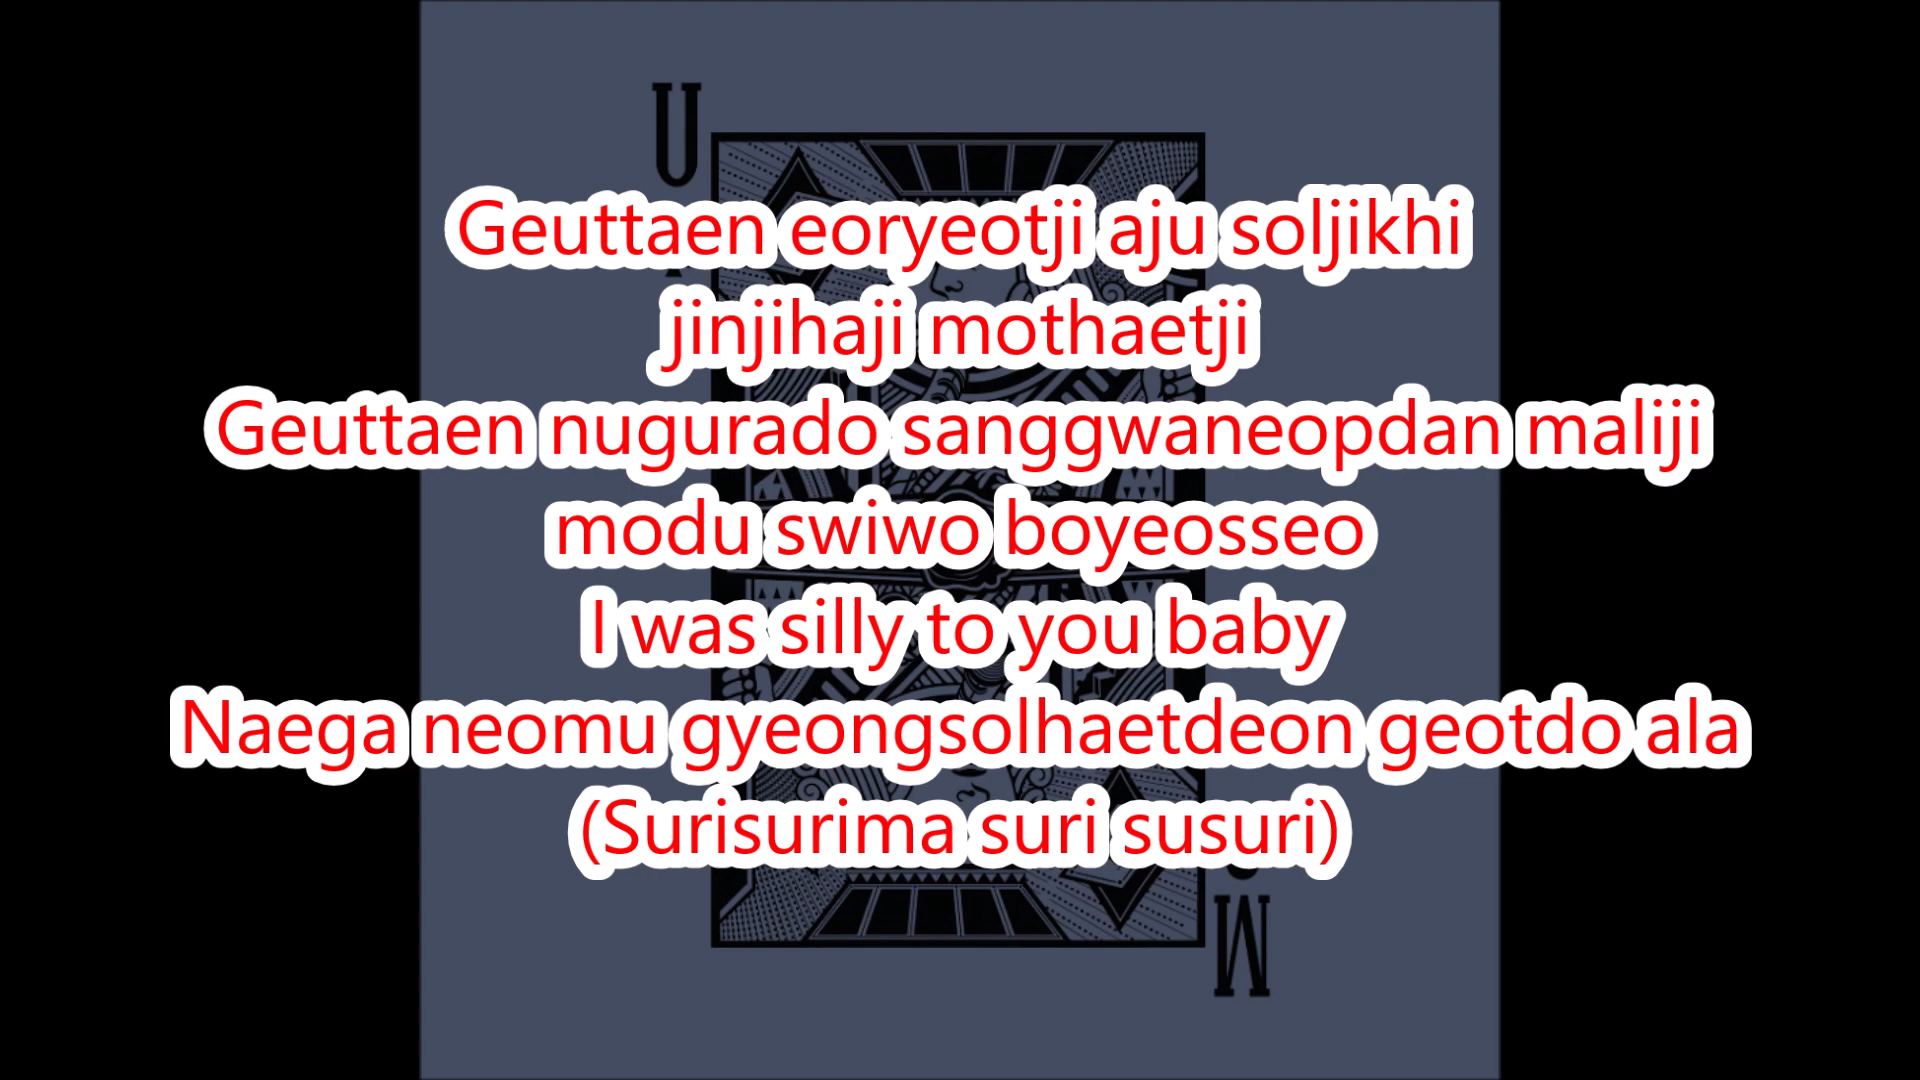 U
Geuttaen eoryeotji aju soljikhi
jinjihaji mothaetji
Geuttaen nugurado sanggwaneopdan maliji
modu swiwo boyeosseo
I was silly to you baby
Naega neomu gyeongsolhaetdeon geotdo ala
(Surisurima suri susuri)
M